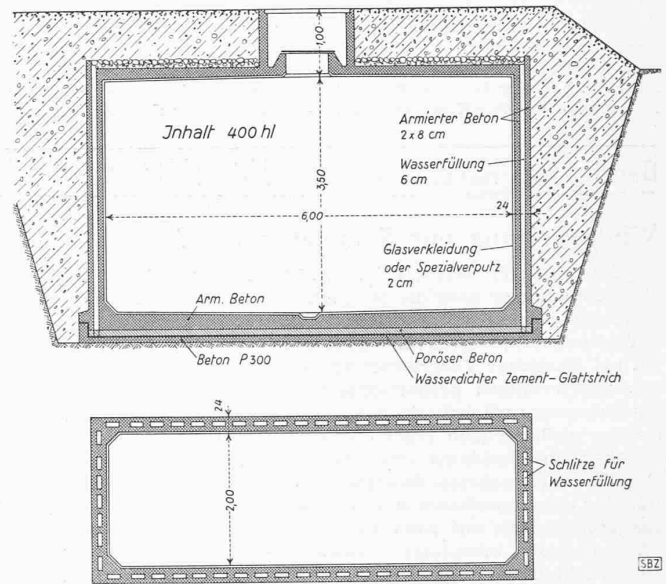 1,00
Inhalt 400 hl
Armierter Beton
2 x 8 cm
Wasserfüllung
6 cm
3,50
6,00
24
Glasverkleidung
oder Spezialverputz
2 cm
Arm. Beton
Beton P 300
Poröser Beton
Wasserdichter Zement-Glattstrich
24
2,00
Schlitze für
Wasserfüllung
SBZ